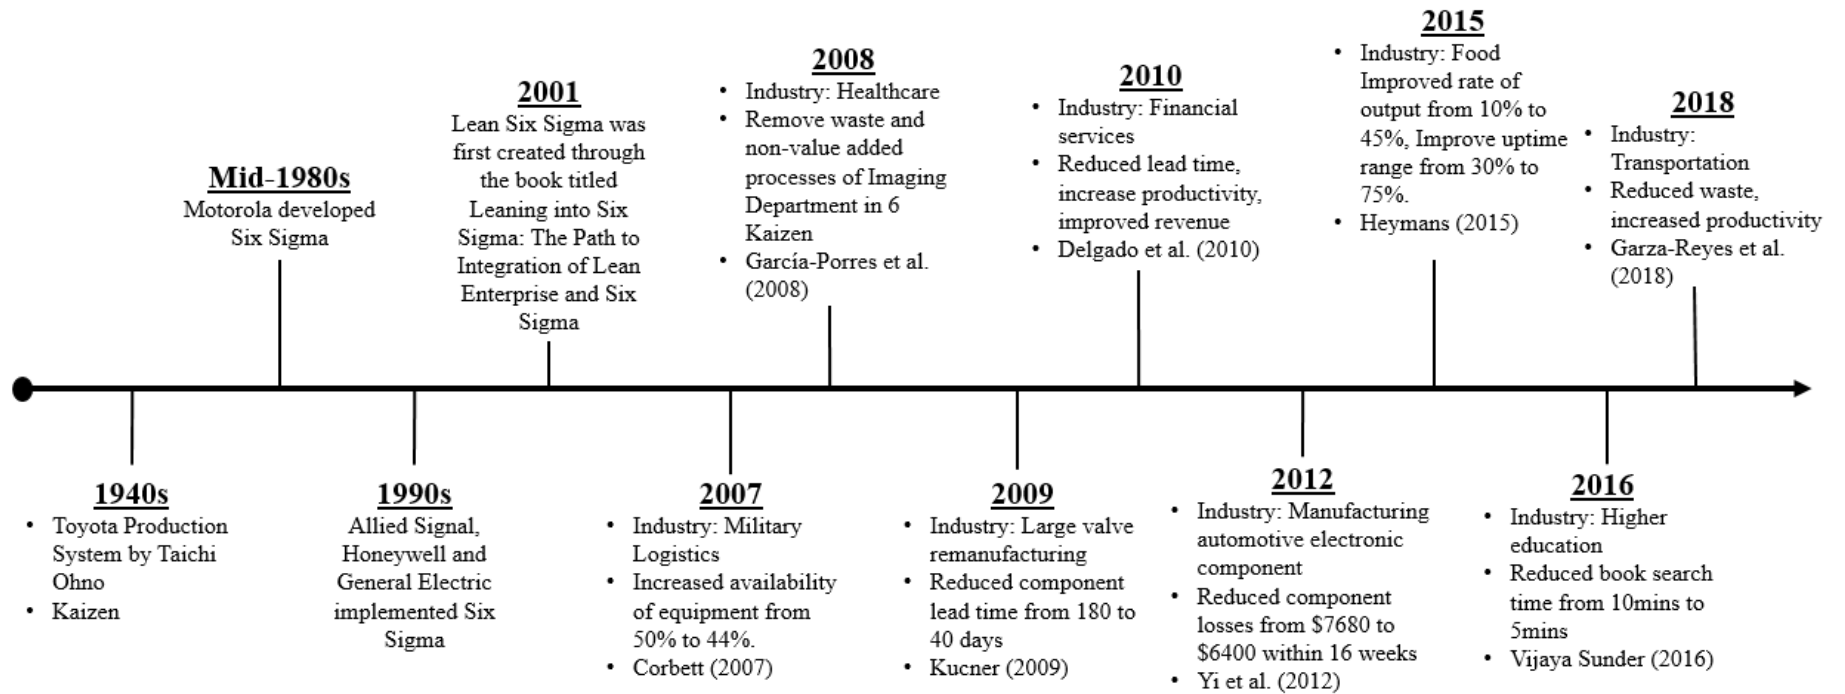 Mid-1980s
Motorola developed
Six Sigma
2001
Lean Six Sigma was
first created through
the book titled
Leaning into Six
Sigma: The Path to
Integration of Lean
Enterprise and Six
Sigma
2008
• Industry: Healthcare
• Remove waste and
non-value added
processes of Imaging
Department in 6
Kaizen
• García-Porres et al.
(2008)
2010
• Industry: Financial
services
• Reduced lead time,
increase productivity,
improved revenue
• Delgado et al. (2010)
2015
• Industry: Food
Improved rate of
output from 10% to
45%, Improve uptime
range from 30% to
75%.
• Heymans (2015)
2018
• Industry:
Transportation
• Reduced waste,
increased productivity
• Garza-Reyes et al.
(2018)
1940s
• Toyota Production
System by Taichi
Ohno
• Kaizen
1990s
Allied Signal,
Honeywell and
General Electric
implemented Six
Sigma
2007
• Industry: Military
Logistics
• Increased availability
of equipment from
50% to 44%.
• Corbett (2007)
2009
• Industry: Large valve
remanufacturing
• Reduced component
lead time from 180 to
40 days
• Kucner (2009)
2012
• Industry: Manufacturing
automotive electronic
component
• Reduced component
losses from $7680 to
$6400 within 16 weeks
• Yi et al. (2012)
2016
• Industry: Higher
education
• Reduced book search
time from 10mins to
5mins
• Vijaya Sunder (2016)